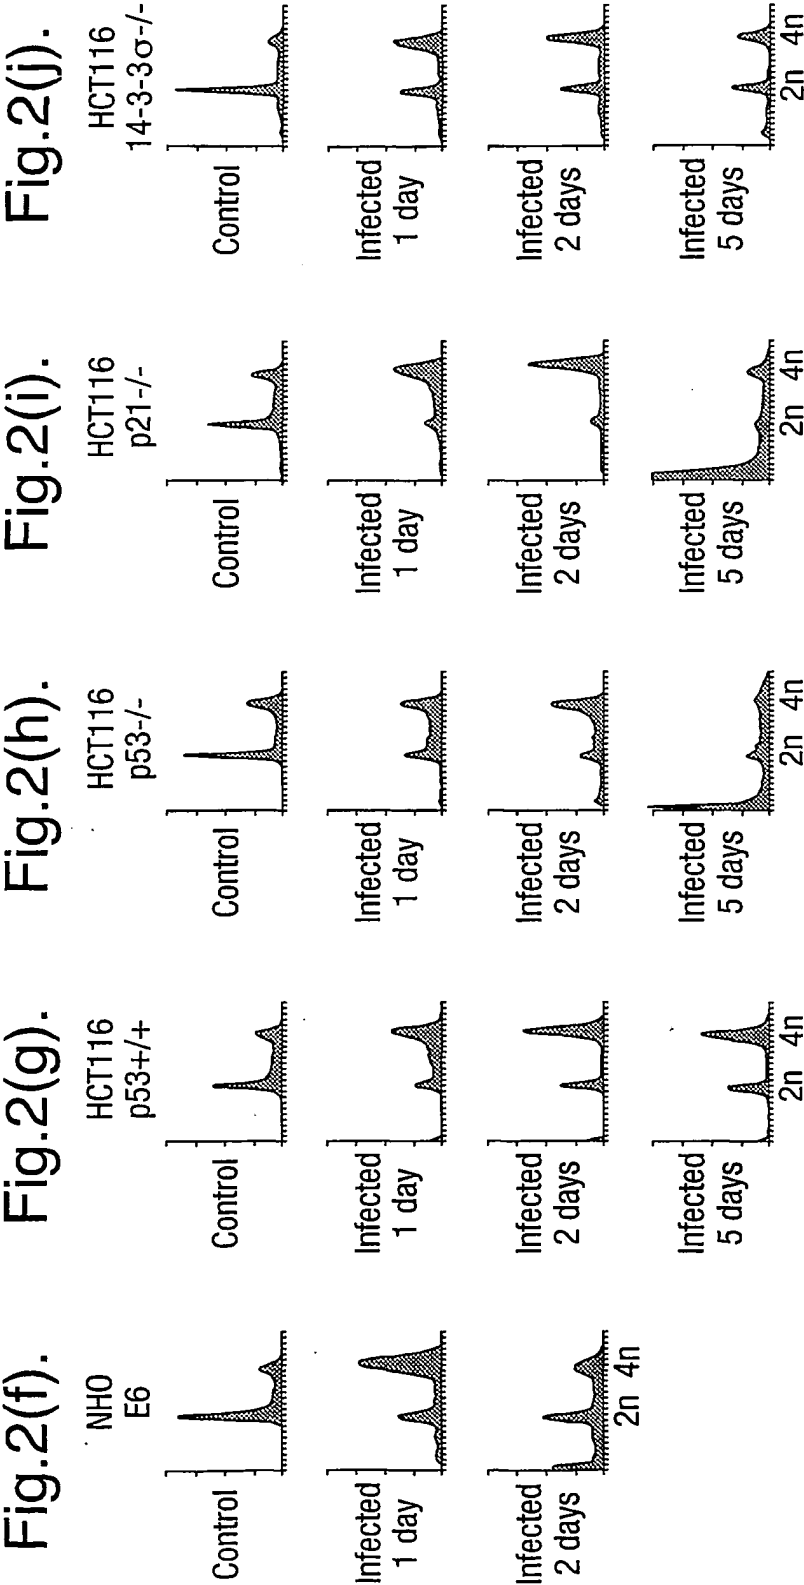 Fig.2(f).
NHO
E6
Control
Infected
1 day
Infected
2 days
2n 4n
Fig.2(g).
HCT116
p53+/+
Control
Infected
1 day
Infected
2 days
Infected
5 days
2n 4n
Fig.2(h).
HCT116
p53-/-
Control
Infected
1 day
Infected
2 days
Infected
5 days
2n 4n
Fig.2(i).
HCT116
p21-/-
Control
Infected
1 day
Infected
2 days
Infected
5 days
2n 4n
Fig.2(j).
HCT116
14-3-3σ-/-
Control
Infected
1 day
Infected
2 days
Infected
5 days
2n 4n